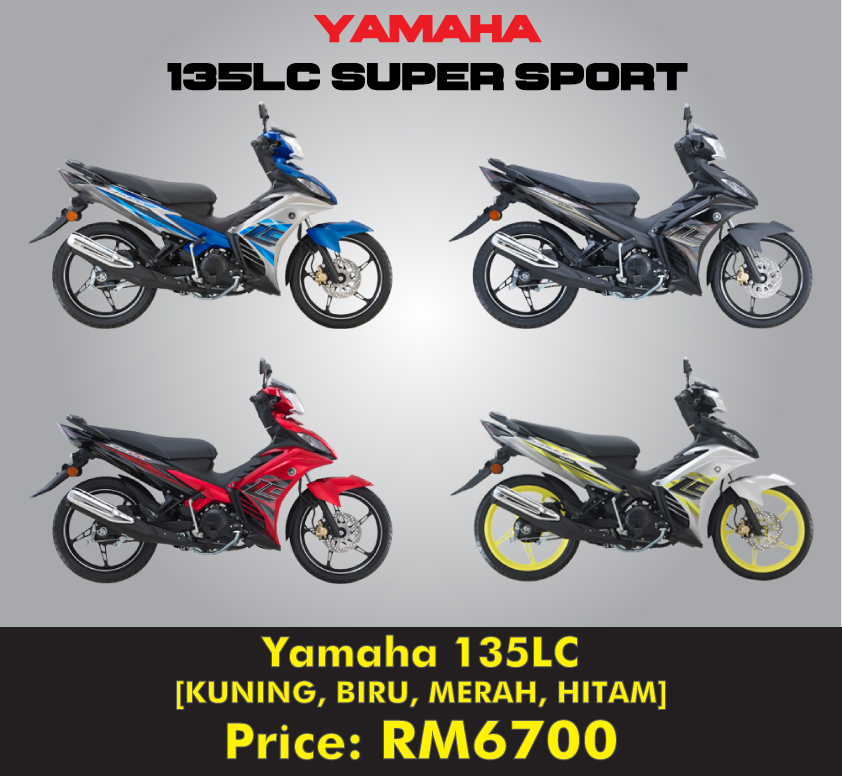 YAMAHA
135LC SUPER SPORT
Yamaha 135LC
[KUNING, BIRU, MERAH, HITAM]
Price: RM6700